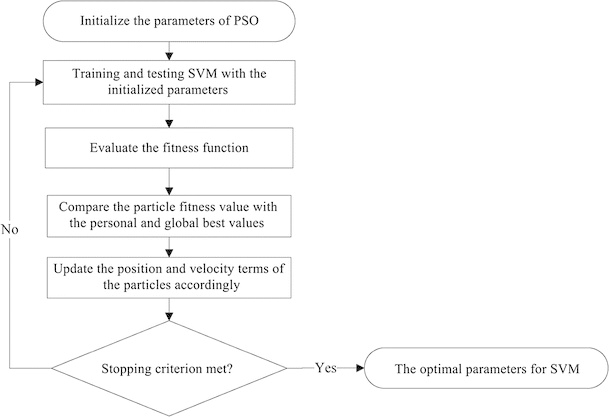 Initialize the parameters of PSO
Training and testing SVM with the
initialized parameters
Evaluate the fitness function
Compare the particle fitness value with
the personal and global best values
No
Update the position and velocity terms of
the particles accordingly
Stopping criterion met?
Yes
The optimal parameters for SVM